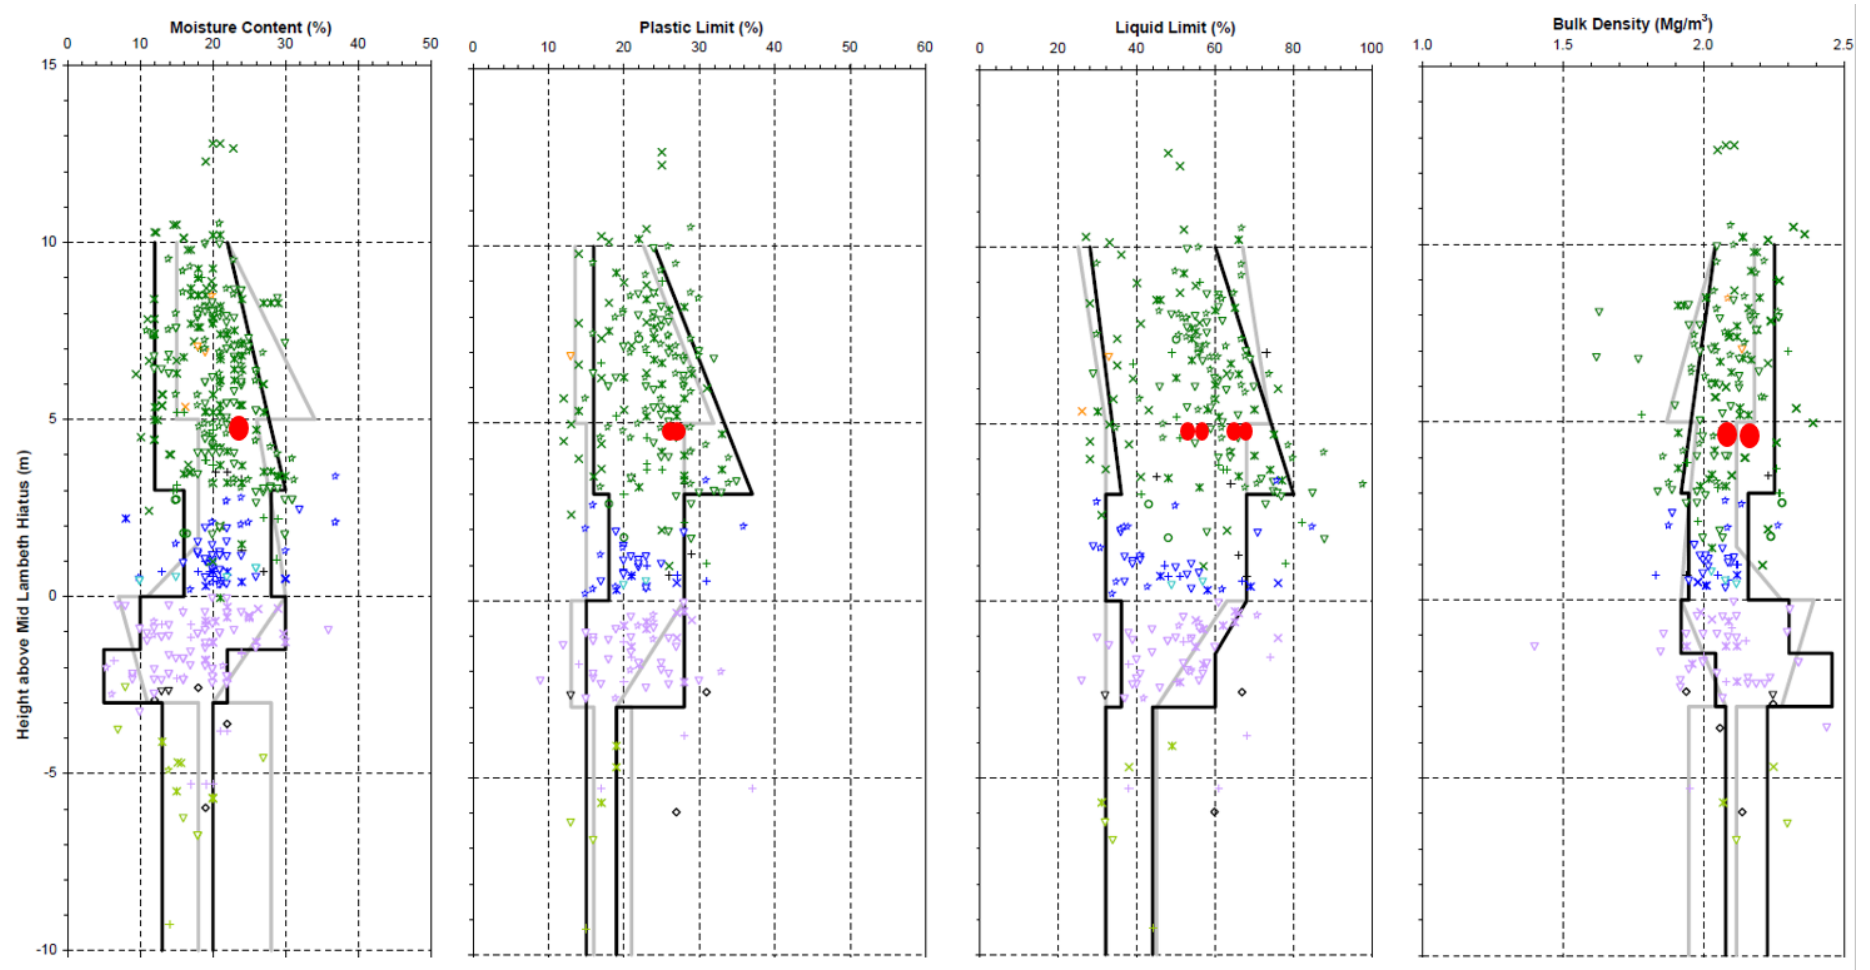 Moisture Content (%)
0 10 20 30 40 50
Plastic Limit (%)
0 10 20 30 40 50 60
Liquid Limit (%)
0 20 40 60 80 100
Bulk Density (Mg/m³)
1.0 1.5 2.0 2.5
Height above Mid Lambeth Hiatus (m)
15
10
5
0
-5
-10